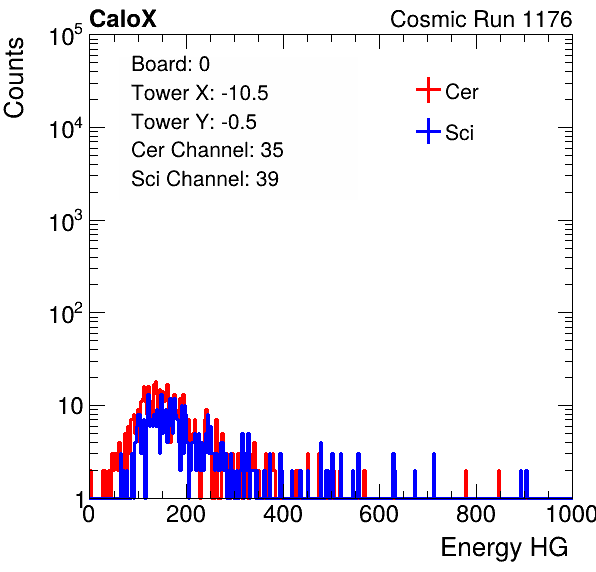 CaloX Cosmic Run 1176
Counts
10^5
10^4
10^3
10^2
10
1
Board: 0
Tower X: -10.5
Tower Y: -0.5
Cer Channel: 35
Sci Channel: 39
Cer
Sci
0 200 400 600 800 1000
Energy HG